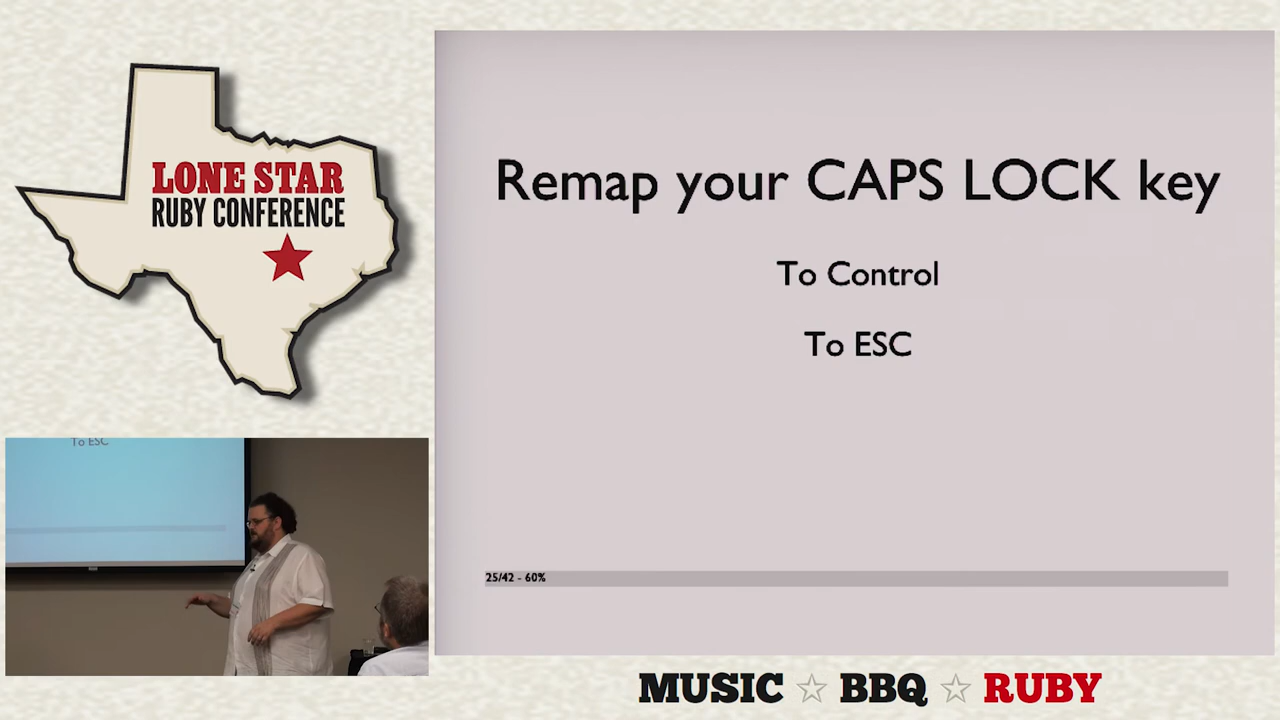 LONE STAR
RUBY CONFERENCE
Remap your CAPS LOCK key
To Control
To ESC
25/42 - 60%
To ESC
MUSIC ☆ BBQ ☆ RUBY